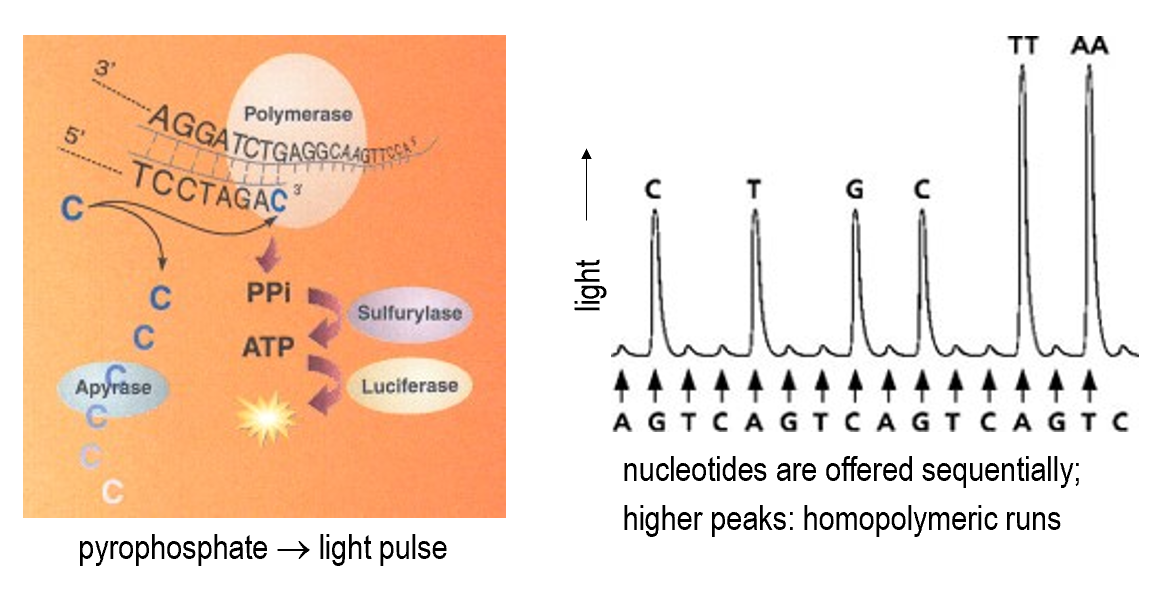 3'
AGGATCTGAGGCAAGTTCCA 5'
Polymerase
5'
TCCTAGAC 3'
C
C
C
C
Apyrase
C
C
C
PPi
Sulfurylase
ATP
Luciferase
pyrophosphate → light pulse
TT AA
C T G C
light
A G T C A G T C A G T C A G T C
nucleotides are offered sequentially;
higher peaks: homopolymeric runs